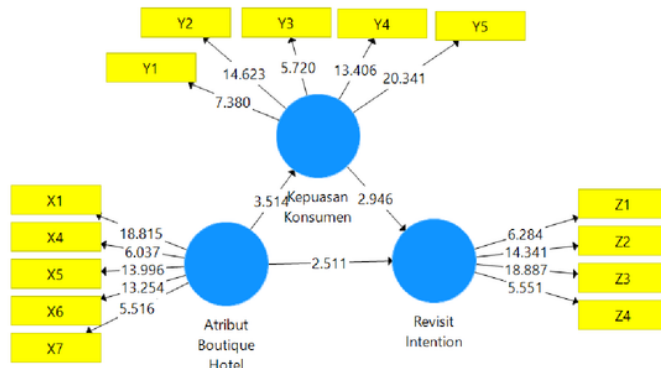 Y2
Y3
Y4
Y5
Y1
14.623
5.720
13.406
20.341
7.380
3.514
2.946
Kepuasan
Konsumen
X1
X4
X5
X6
X7
18.815
6.037
13.996
13.254
5.516
2.511
Atribut
Boutique
Hotel
Revisit
Intention
6.284
14.341
18.887
5.551
Z1
Z2
Z3
Z4